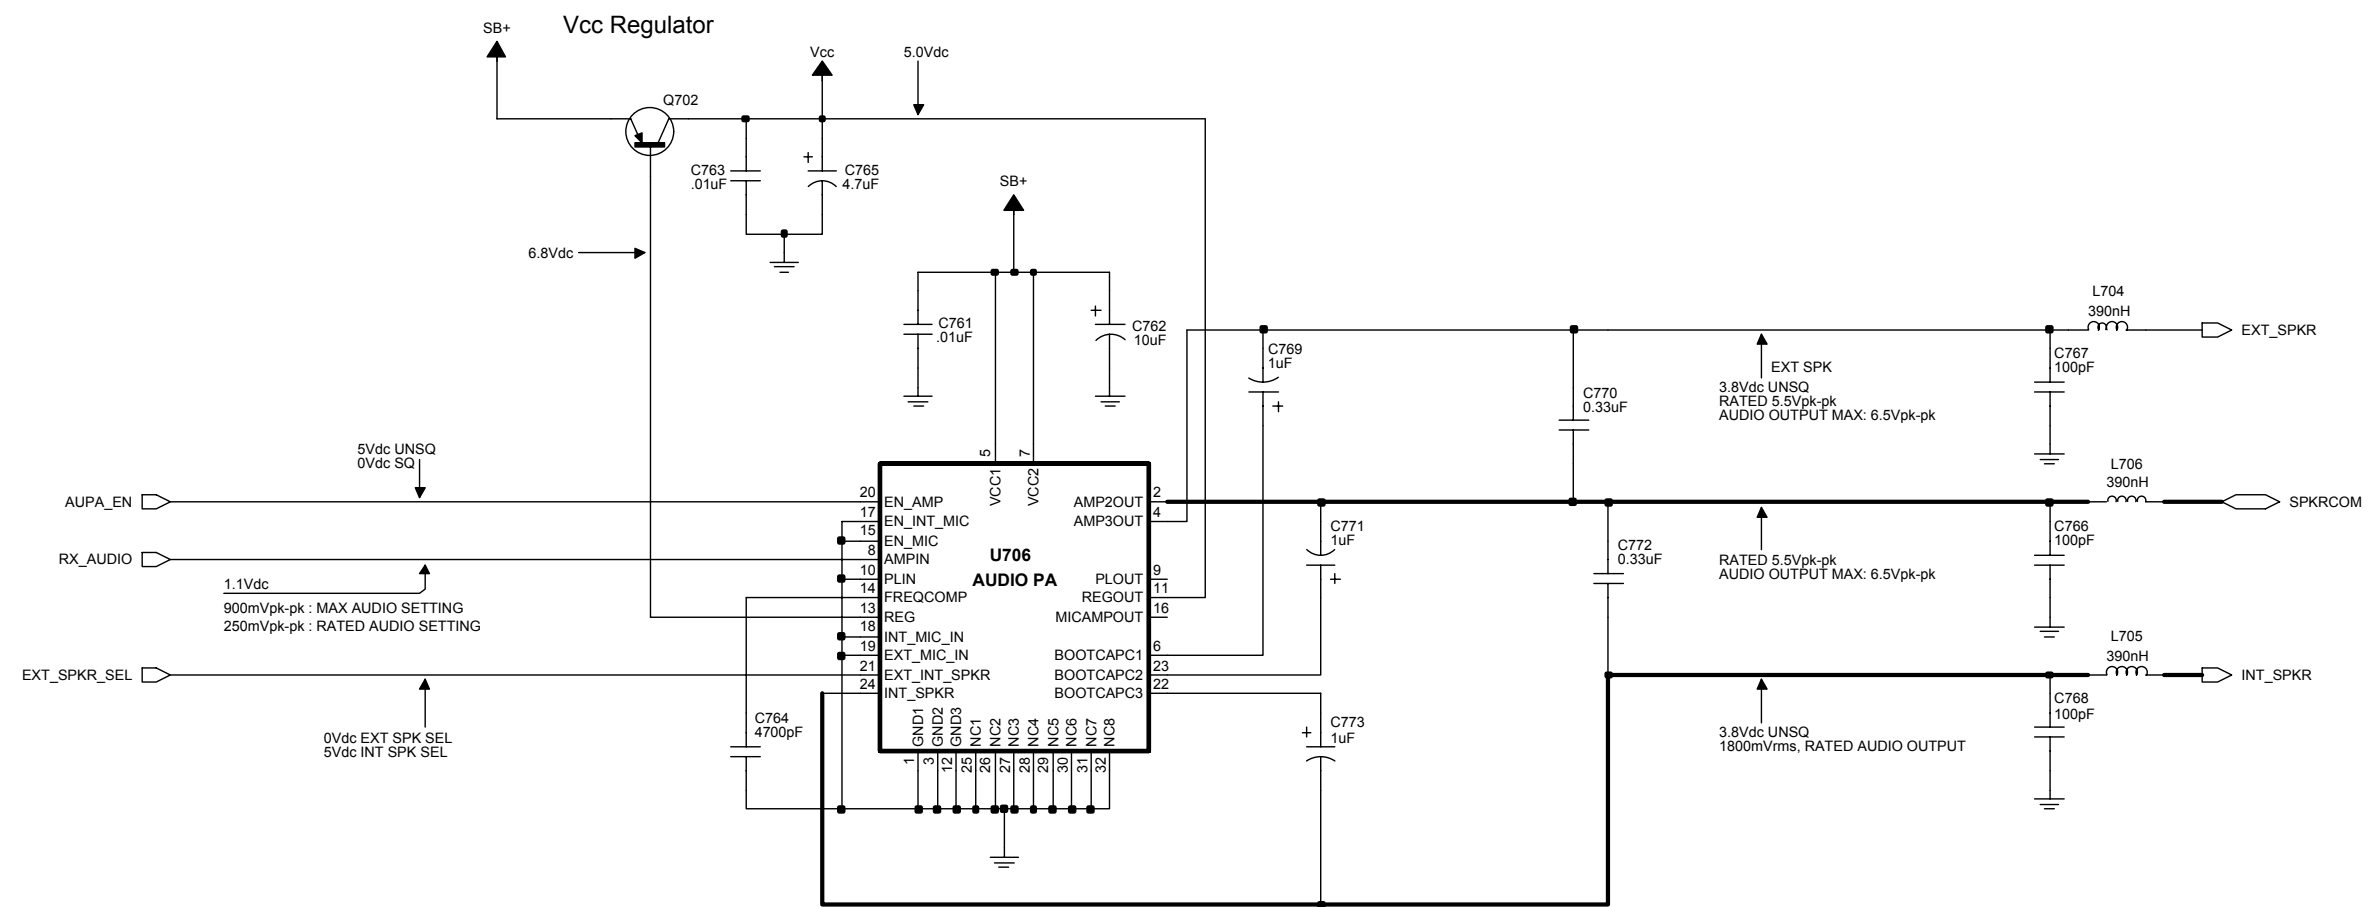 Vcc Regulator
SB+
Vcc
5.0Vdc
Q702
C763
.01uF
+
C765
4.7uF
SB+
6.8Vdc
C761
.01uF
+
C762
10uF
C769
1uF
+
C770
0.33uF
EXT SPK
3.8Vdc UNSQ
RATED 5.5Vpk-pk
AUDIO OUTPUT MAX: 6.5Vpk-pk
L704
390nH
EXT_SPKR
C767
100pF
5Vdc UNSQ
0Vdc SQ
AUPA_EN
RX_AUDIO
1.1Vdc
900mVpk-pk : MAX AUDIO SETTING
250mVpk-pk : RATED AUDIO SETTING
EXT_SPKR_SEL
0Vdc EXT SPK SEL
5Vdc INT SPK SEL
C764
4700pF
5
7
VCC1
VCC2
20
EN_AMP
17
EN_INT_MIC
15
EN_MIC
8
AMPIN
10
PLIN
14
FREQCOMP
13
REG
18
INT_MIC_IN
19
EXT_MIC_IN
21
EXT_INT_SPKR
24
INT_SPKR
U706
AUDIO PA
AMP2OUT
2
AMP3OUT
4
PLOUT
9
REGOUT
11
MICAMPOUT
16
BOOTCAPC1
6
BOOTCAPC2
23
BOOTCAPC3
22
GND1
GND2
GND3
NC1
NC2
NC3
NC4
NC5
NC6
NC7
NC8
1
3
12
25
26
27
28
29
30
31
32
C771
1uF
+
C772
0.33uF
RATED 5.5Vpk-pk
AUDIO OUTPUT MAX: 6.5Vpk-pk
L706
390nH
SPKRCOM
C766
100pF
L705
390nH
INT_SPKR
C768
100pF
+
C773
1uF
3.8Vdc UNSQ
1800mVrms, RATED AUDIO OUTPUT